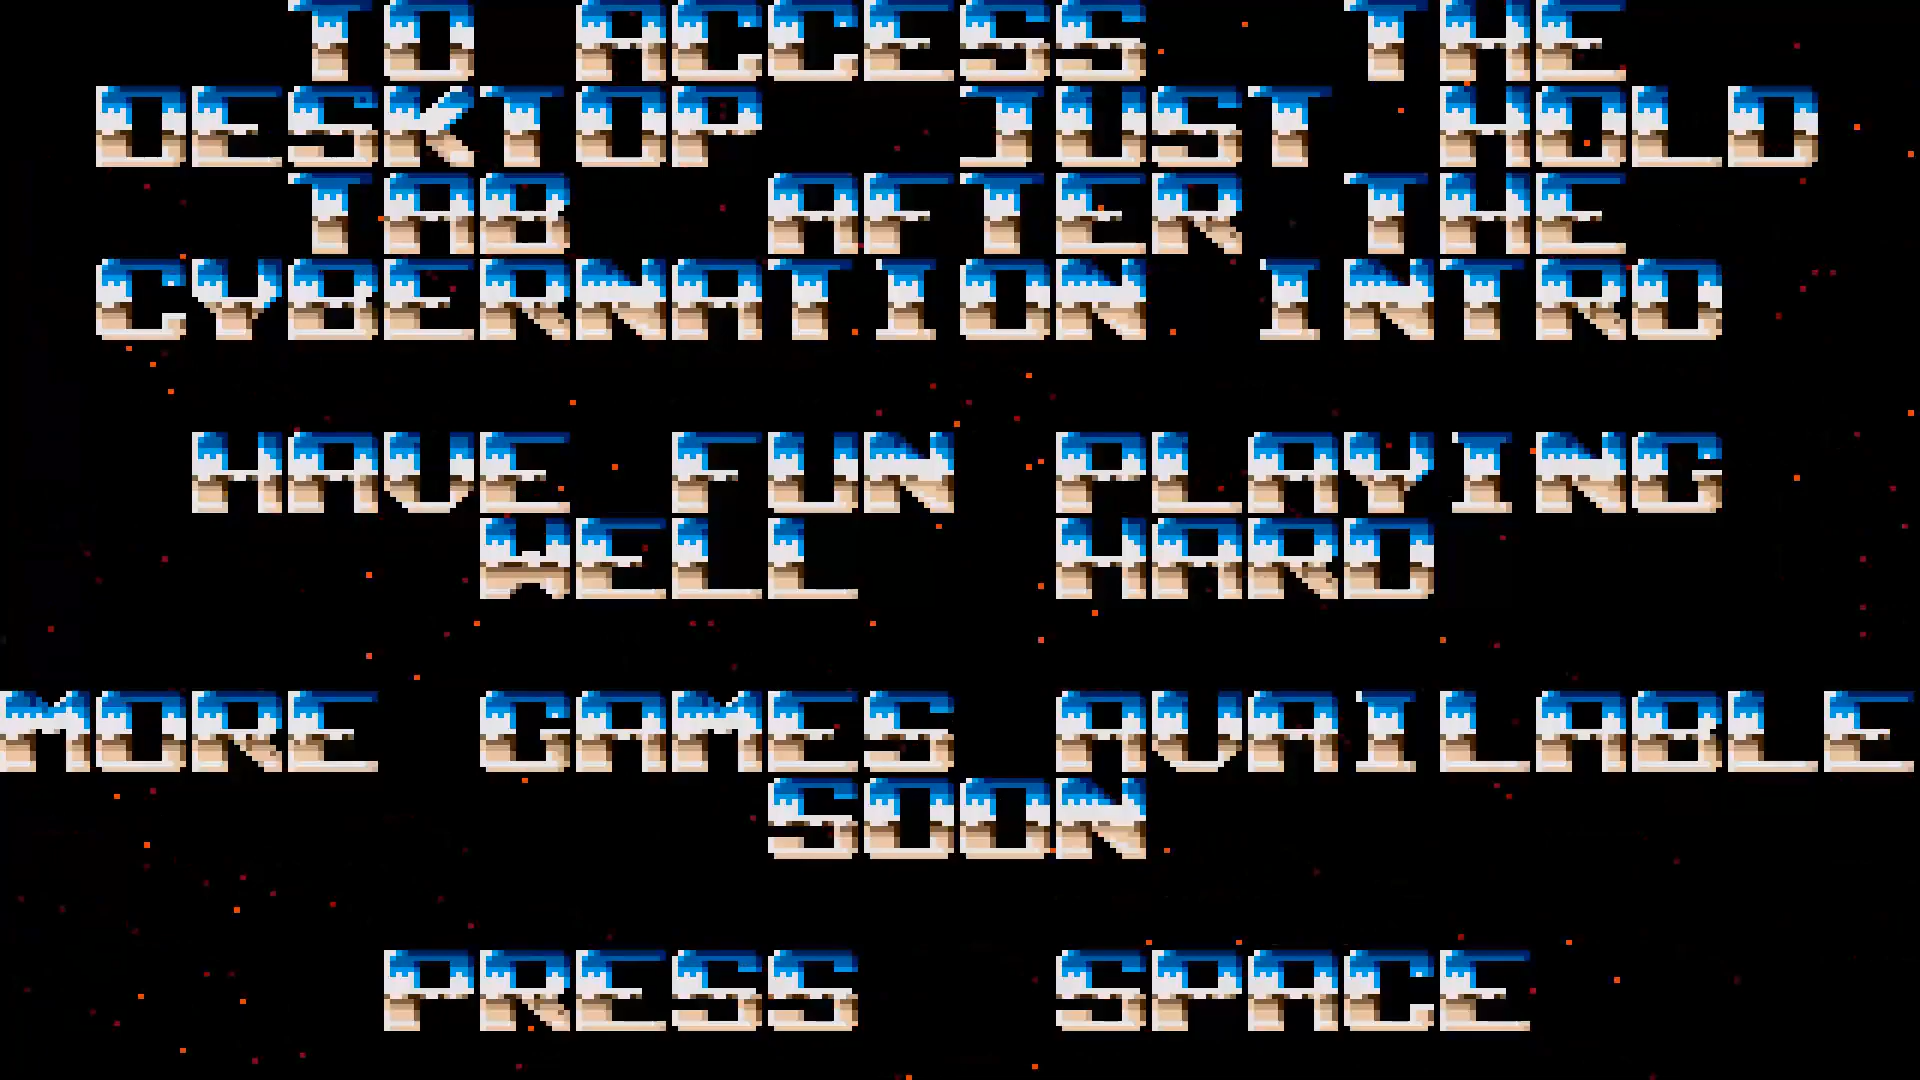 TO ACCESS THE
DESKTOP JUST HOLD
TAB AFTER THE
CYBERNATION INTRO
HAVE FUN PLAYING
WELL HARD
MORE GAMES AVAILABLE
SOON
PRESS SPACE